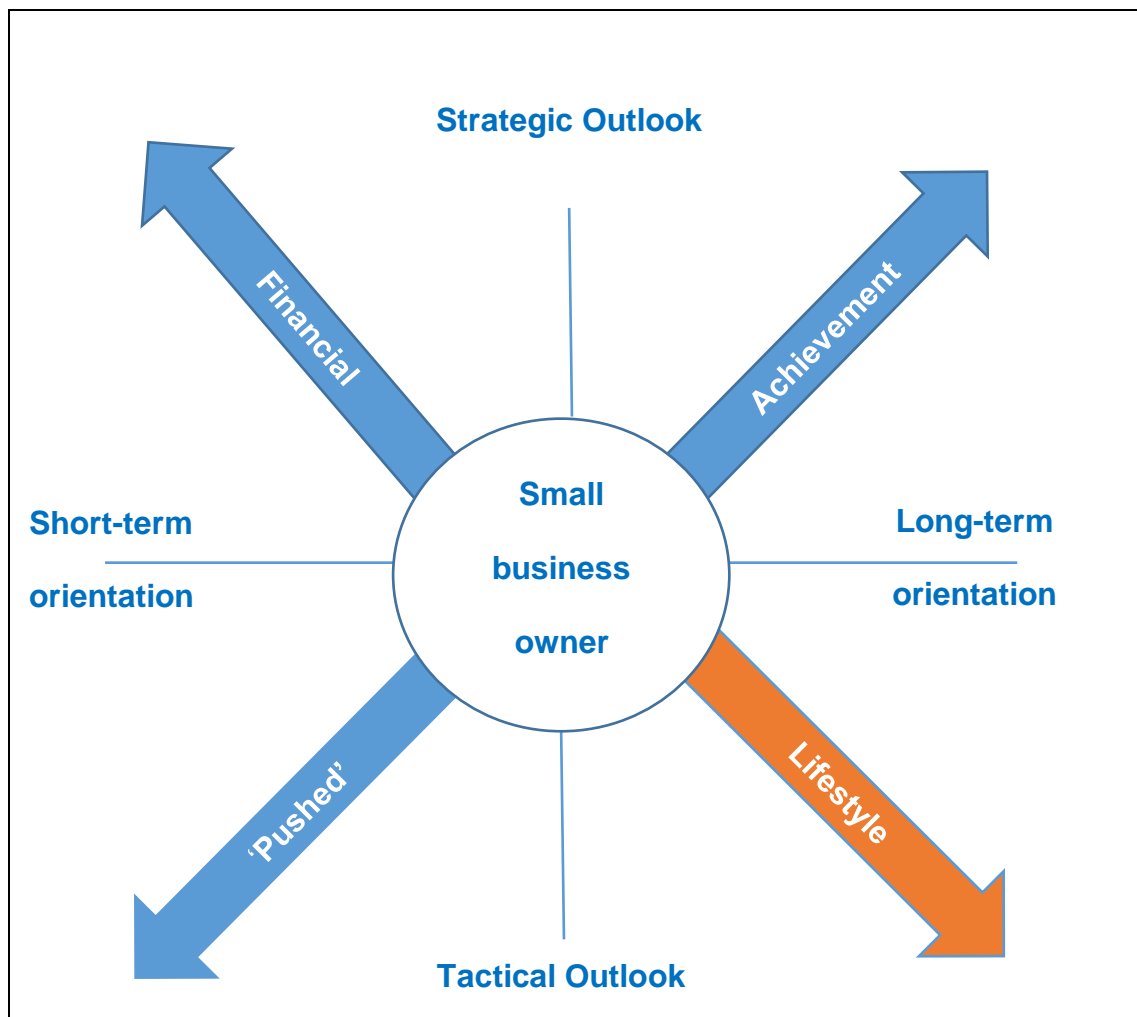 Strategic Outlook
Financial
Achievement
Small
business
owner
Short-term
orientation
Long-term
orientation
‘Pushed’
Lifestyle
Tactical Outlook